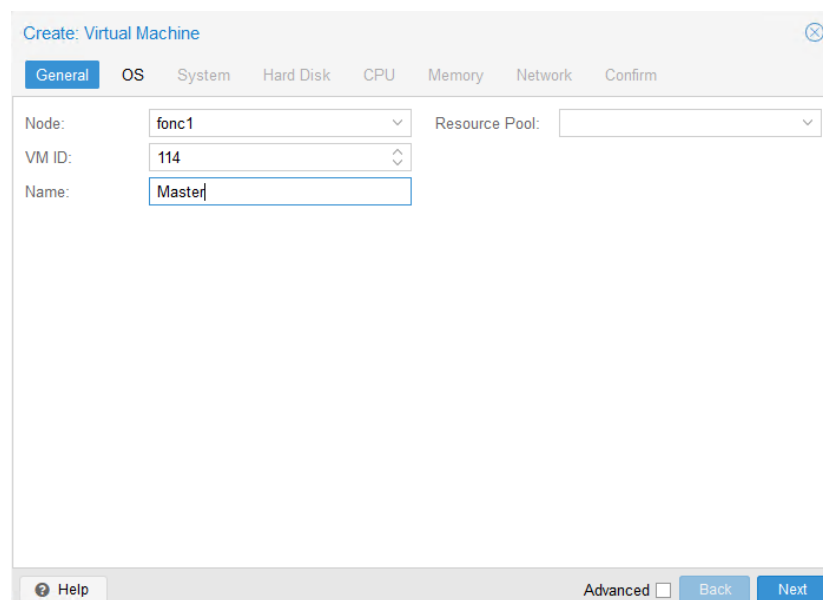 Create: Virtual Machine
General OS System Hard Disk CPU Memory Network Confirm
Node: fonc1 Resource Pool:
VM ID: 114
Name: Master
Help Advanced Back Next